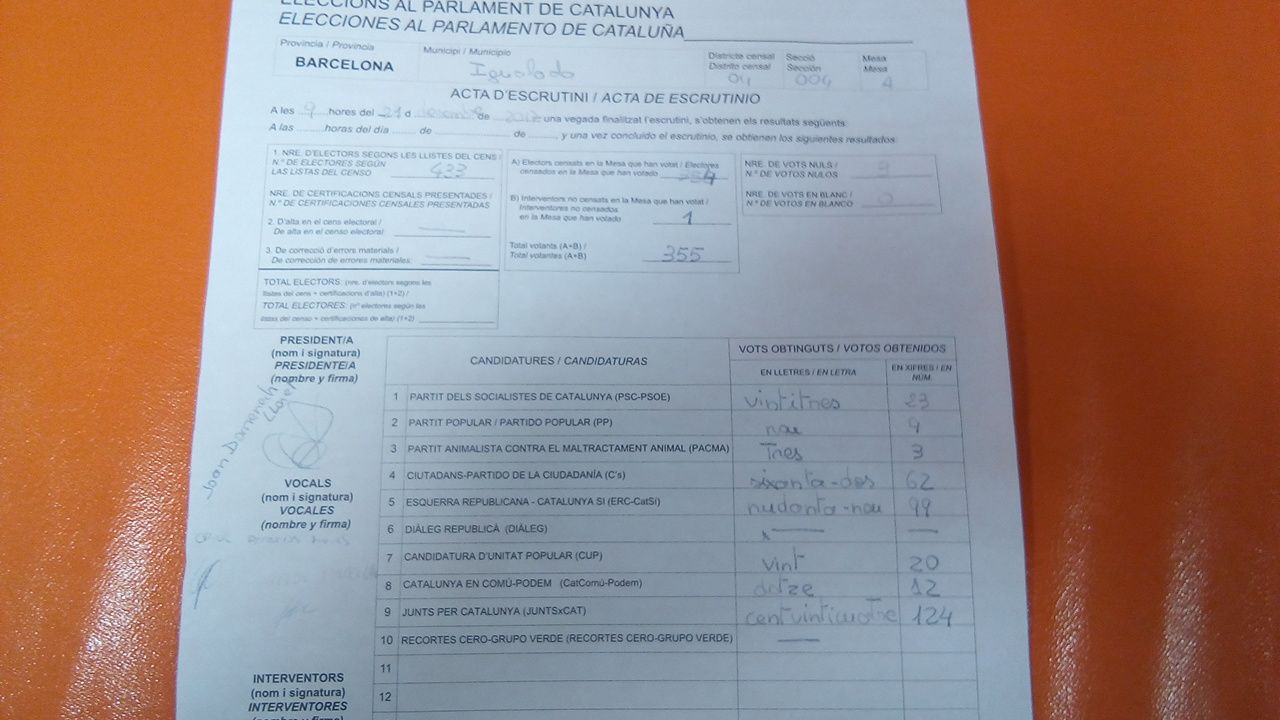 ELECCIONS AL PARLAMENT DE CATALUNYA
ELECCIONES AL PARLAMENTO DE CATALUÑA
Provincia / Provincia
BARCELONA
Municipi / Municipio
Igualada
Districte censal
Distrito censal
04
Secció
Sección
004
Mesa
Mesa
A
ACTA D'ESCRUTINI / ACTA DE ESCRUTINIO
A les 9 hores del 21 d desembre de 2017 una vegada finalitzat l'escrutini, s'obtenen els resultats següents:
A las ........horas del día ....... de ........................ de ........, y una vez concluido el escrutinio, se obtienen los siguientes resultados:
1. NRE. D'ELECTORS SEGONS LES LLISTES DEL CENS /
N.º DE ELECTORES SEGÚN
LAS LISTAS DEL CENSO 433
NRE. DE CERTIFICACIONS CENSALS PRESENTADES /
N.º DE CERTIFICACIONES CENSALES PRESENTADAS
2. D'alta en el cens electoral /
De alta en el censo electoral:
3. De correcció d'errors materials /
De corrección de errores materiales:
TOTAL ELECTORS: (nre. d'electors segons les
llistes del cens + certificacions d'alta) (1+2) /
TOTAL ELECTORES: (nº electores según las
listas del censo + certificaciones de alta) (1+2)
A) Electors censats en la Mesa que han votat / Electores
censados en la Mesa que han votado 354
B) Interventors no censats en la Mesa que han votat /
Interventores no censados
en la Mesa que han votado 1
Total votants (A+B) /
Total votantes (A+B) 355
NRE. DE VOTS NULS /
N.º DE VOTOS NULOS
NRE. DE VOTS EN BLANC /
N.º DE VOTOS EN BLANCO 0
PRESIDENT/A
(nom i signatura)
PRESIDENTE/A
(nombre y firma)
Joan Domenech
VOCALS
(nom i signatura)
VOCALES
(nombre y firma)
INTERVENTORS
(nom i signatura)
INTERVENTORES
(nombre y firma)
CANDIDATURES / CANDIDATURAS
VOTS OBTINGUTS / VOTOS OBTENIDOS
EN LLETRES / EN LETRA
EN XIFRES / EN NÚM.
1 PARTIT DELS SOCIALISTES DE CATALUNYA (PSC-PSOE) vintitres 23
2 PARTIT POPULAR / PARTIDO POPULAR (PP) nou 9
3 PARTIT ANIMALISTA CONTRA EL MALTRACTAMENT ANIMAL (PACMA) Tres 3
4 CIUTADANS-PARTIDO DE LA CIUDADANÍA (C's) sixanta-dos 62
5 ESQUERRA REPUBLICANA - CATALUNYA SI (ERC-CatSí) nudanta-nou 99
6 DIÀLEG REPUBLICÀ (DIÀLEG)
7 CANDIDATURA D'UNITAT POPULAR (CUP) vint 20
8 CATALUNYA EN COMÚ-PODEM (CatComú-Podem) dotze 12
9 JUNTS PER CATALUNYA (JUNTSxCAT) centvinticuatre 124
10 RECORTES CERO-GRUPO VERDE (RECORTES CERO-GRUPO VERDE)
11
12